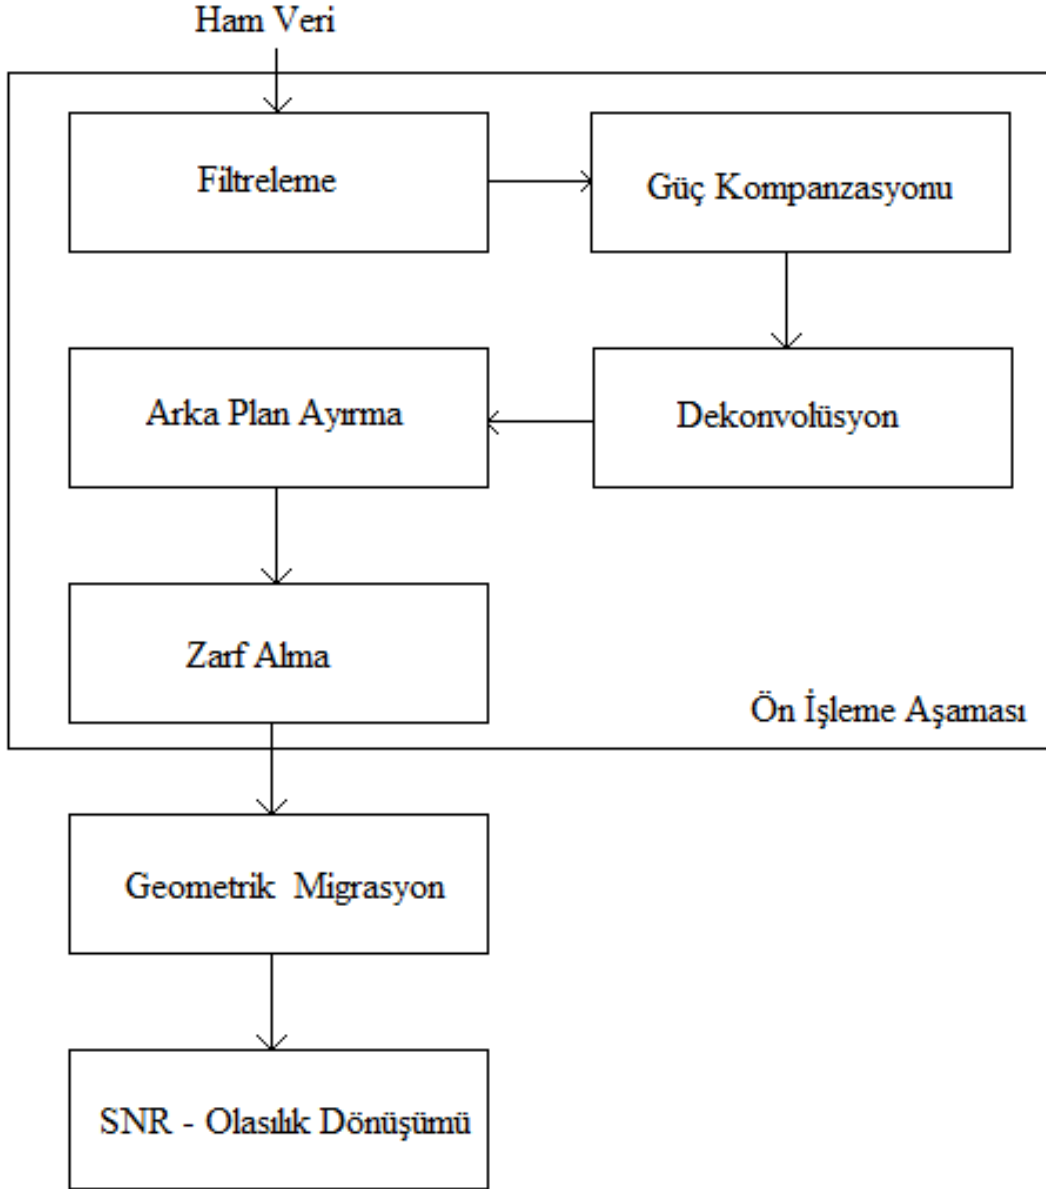 Ham Veri
Filtreleme
Güç Kompanzasyonu
Dekonvolüsyon
Arka Plan Ayırma
Zarf Alma
Ön İşleme Aşaması
Geometrik Migrasyon
SNR - Olasılık Dönüşümü